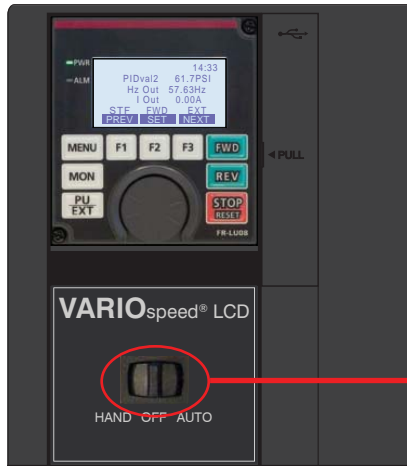 PWR
ALM
14:33
PIDval2 61.7PSI
Hz Out 57.63Hz
I Out 0.00A
STF FWD EXT
PREV SET NEXT
MENU F1 F2 F3 FWD
MON REV
PU
EXT
STOP
RESET
FR-LU08
◄PULL
VARIOspeed® LCD
HAND OFF AUTO